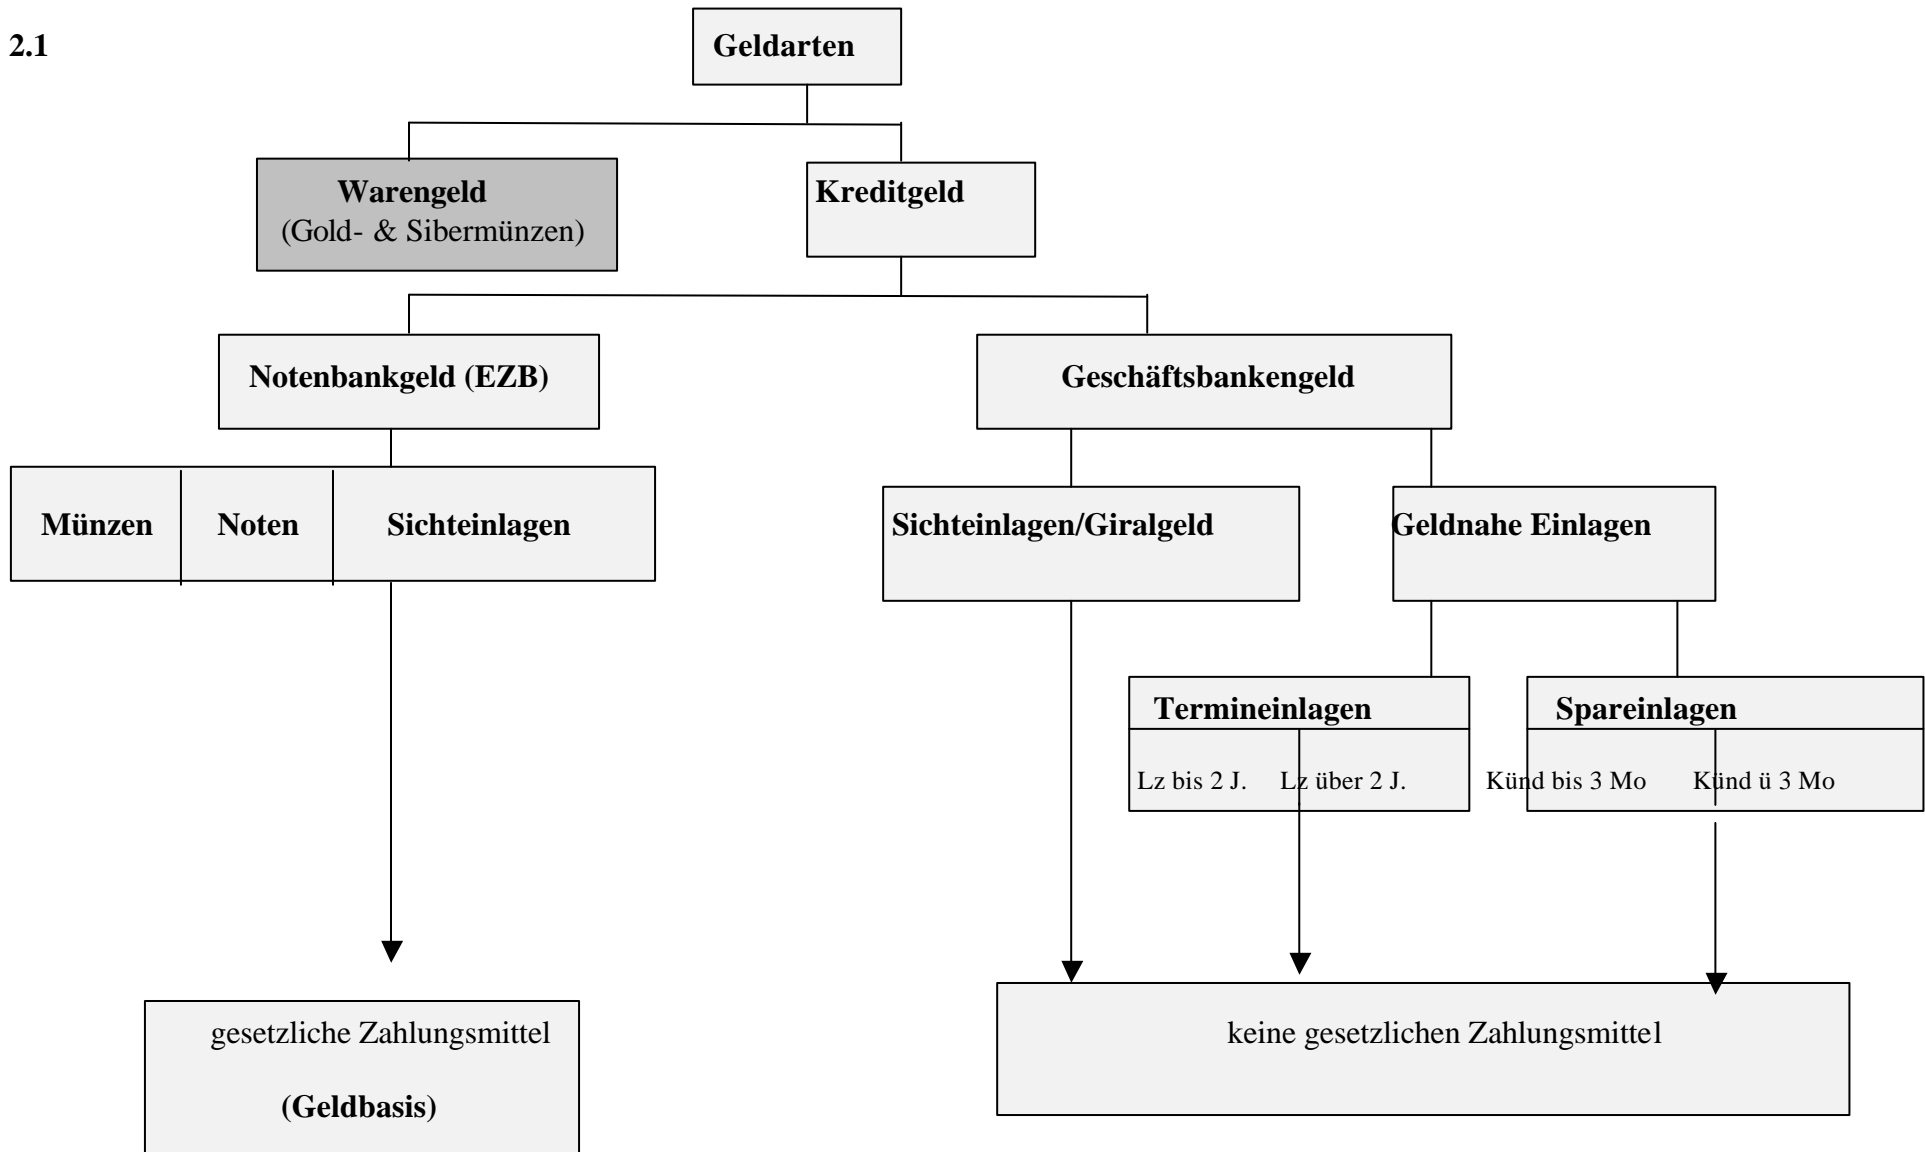 2.1
Geldarten
Warengeld
(Gold- & Sibermünzen)
Kreditgeld
Notenbankgeld (EZB)
Geschäftsbankengeld
Münzen
Noten
Sichteinlagen
Sichteinlagen/Giralgeld
Geldnahe Einlagen
Termineinlagen
Spareinlagen
Lz bis 2 J.
Lz über 2 J.
Künd bis 3 Mo
Künd ü 3 Mo
gesetzliche Zahlungsmittel
(Geldbasis)
keine gesetzlichen Zahlungsmittel